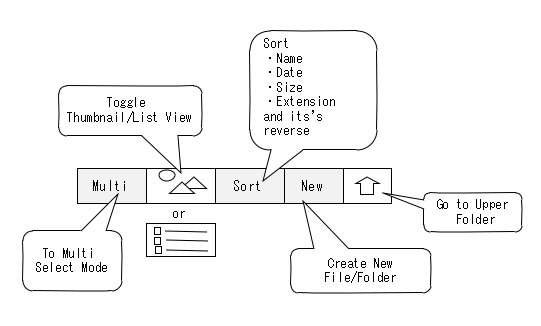 Sort
・Name
・Date
・Size
・Extension
and its's
reverse
Toggle
Thumbnail/List View
Multi
Sort
New
or
Go to Upper
Folder
To Multi
Select Mode
Create New
File/Folder